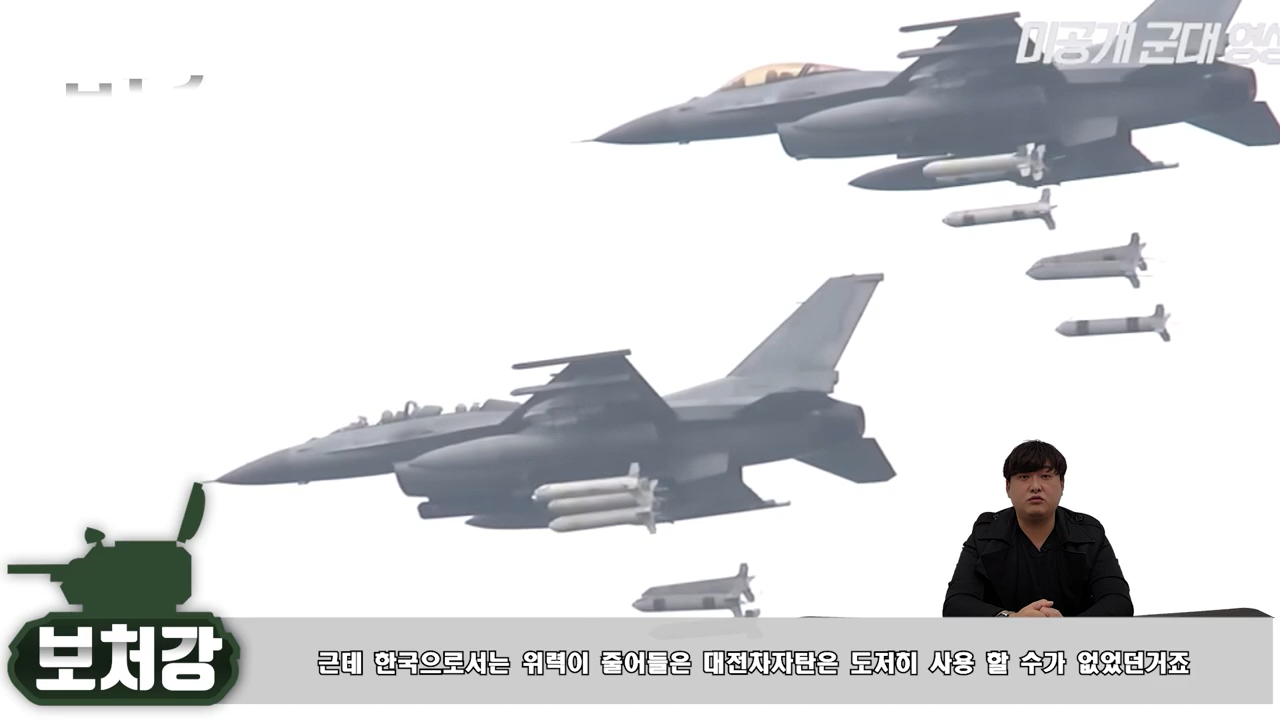 미공개 군대 영상
보처강
근데 한국으로서는 위력이 줄어들은 대전차자탄은 도저히 사용 할 수가 없었던거죠